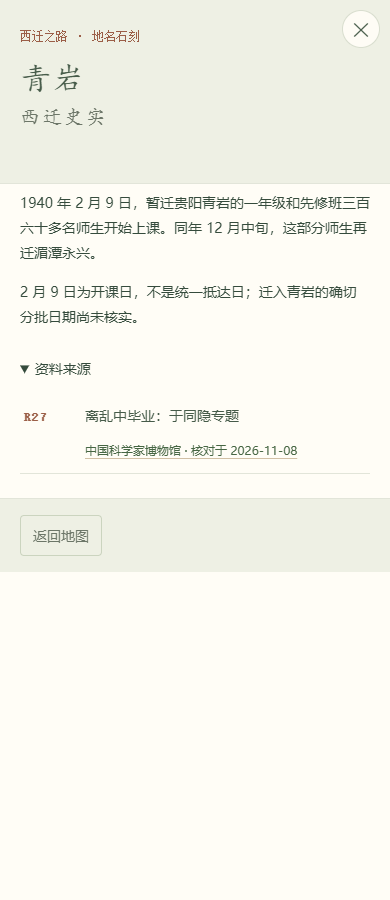 西迁之路 · 地名石刻
青岩
西迁史实
1940 年 2 月 9 日，暂迁贵阳青岩的一年级和先修班三百
六十多名师生开始上课。同年 12 月中旬，这部分师生再
迁湄潭永兴。
2 月 9 日为开课日，不是统一抵达日；迁入青岩的确切
分批日期尚未核实。
▼ 资料来源
R27 离乱中毕业：于同隐专题
中国科学家博物馆 · 核对于 2026-11-08
返回地图